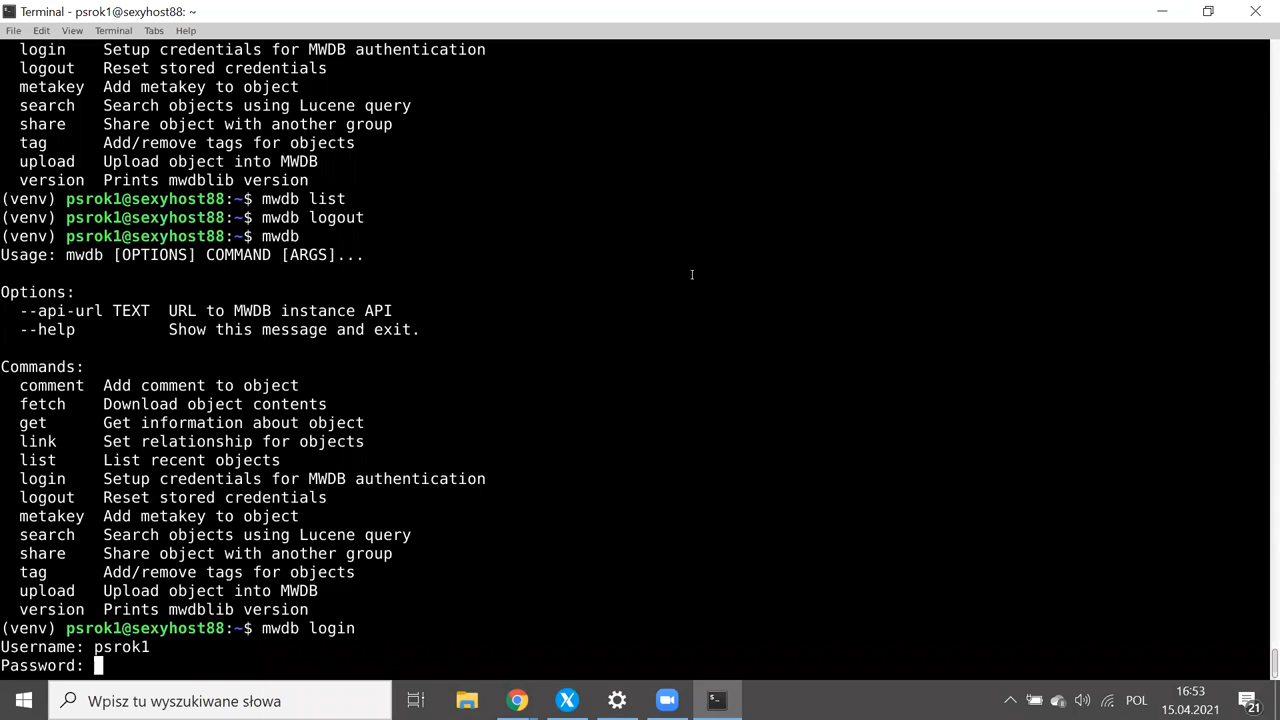 Terminal - psrok1@sexyhost88: ~
File Edit View Terminal Tabs Help
login Setup credentials for MWDB authentication
logout Reset stored credentials
metakey Add metakey to object
search Search objects using Lucene query
share Share object with another group
tag Add/remove tags for objects
upload Upload object into MWDB
version Prints mwdblib version
(venv) psrok1@sexyhost88:~$ mwdb list
(venv) psrok1@sexyhost88:~$ mwdb logout
(venv) psrok1@sexyhost88:~$ mwdb
Usage: mwdb [OPTIONS] COMMAND [ARGS]...
Options:
--api-url TEXT URL to MWDB instance API
--help Show this message and exit.
Commands:
comment Add comment to object
fetch Download object contents
get Get information about object
link Set relationship for objects
list List recent objects
login Setup credentials for MWDB authentication
logout Reset stored credentials
metakey Add metakey to object
search Search objects using Lucene query
share Share object with another group
tag Add/remove tags for objects
upload Upload object into MWDB
version Prints mwdblib version
(venv) psrok1@sexyhost88:~$ mwdb login
Username: psrok1
Password:
Wpisz tu wyszukiwane słowa
POL
16:53
15.04.2021
21